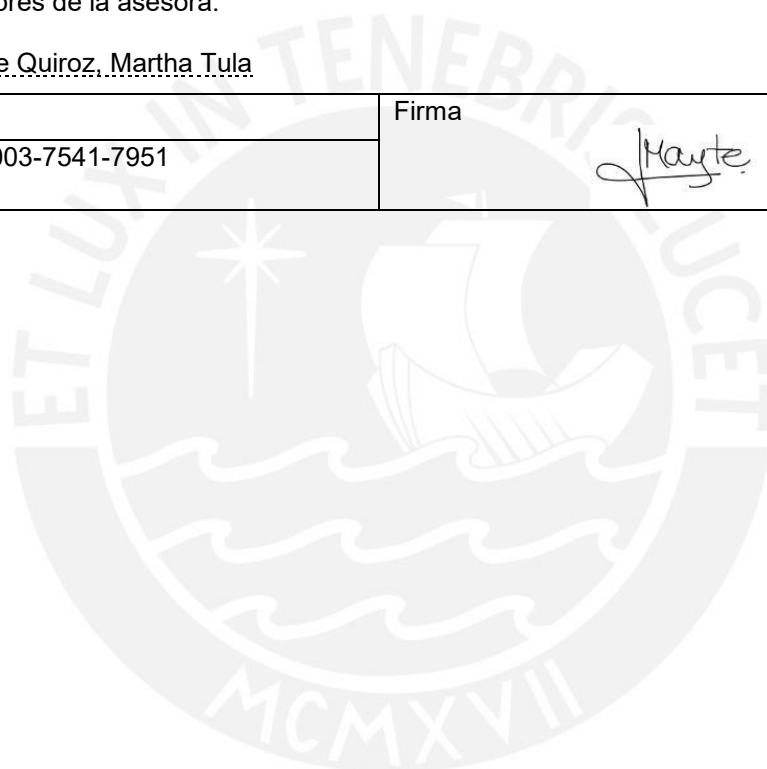 ores de la asesora:
e Quiroz, Martha Tula
Firma
003-7541-7951
Mayte
ET LUX IN TENEBRIS LUCET
MCMXVII